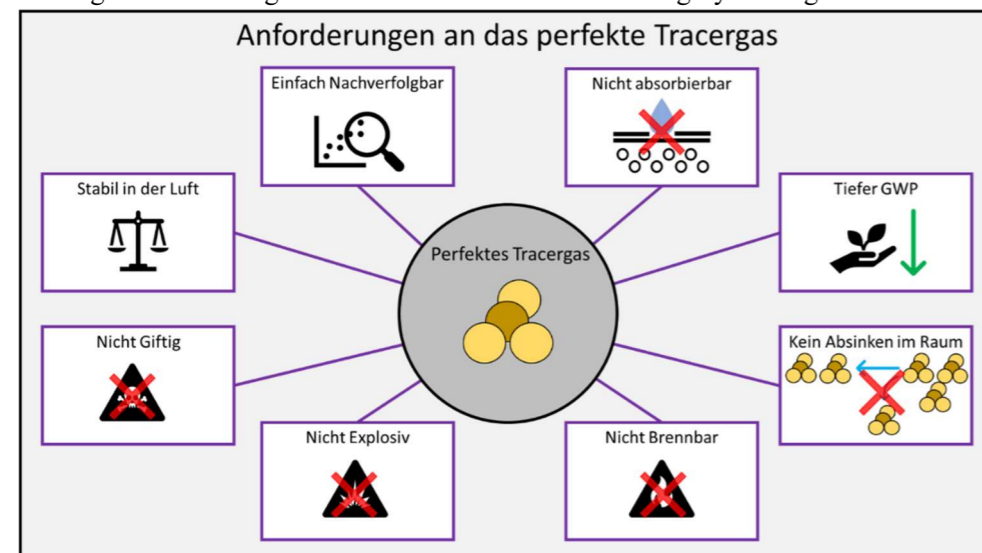 Anforderungen an das perfekte Tracergas
Einfach Nachverfolgbar
Nicht absorbierbar
Stabil in der Luft
Tiefer GWP
Perfektes Tracergas
Nicht Giftig
Kein Absinken im Raum
Nicht Explosiv
Nicht Brennbar